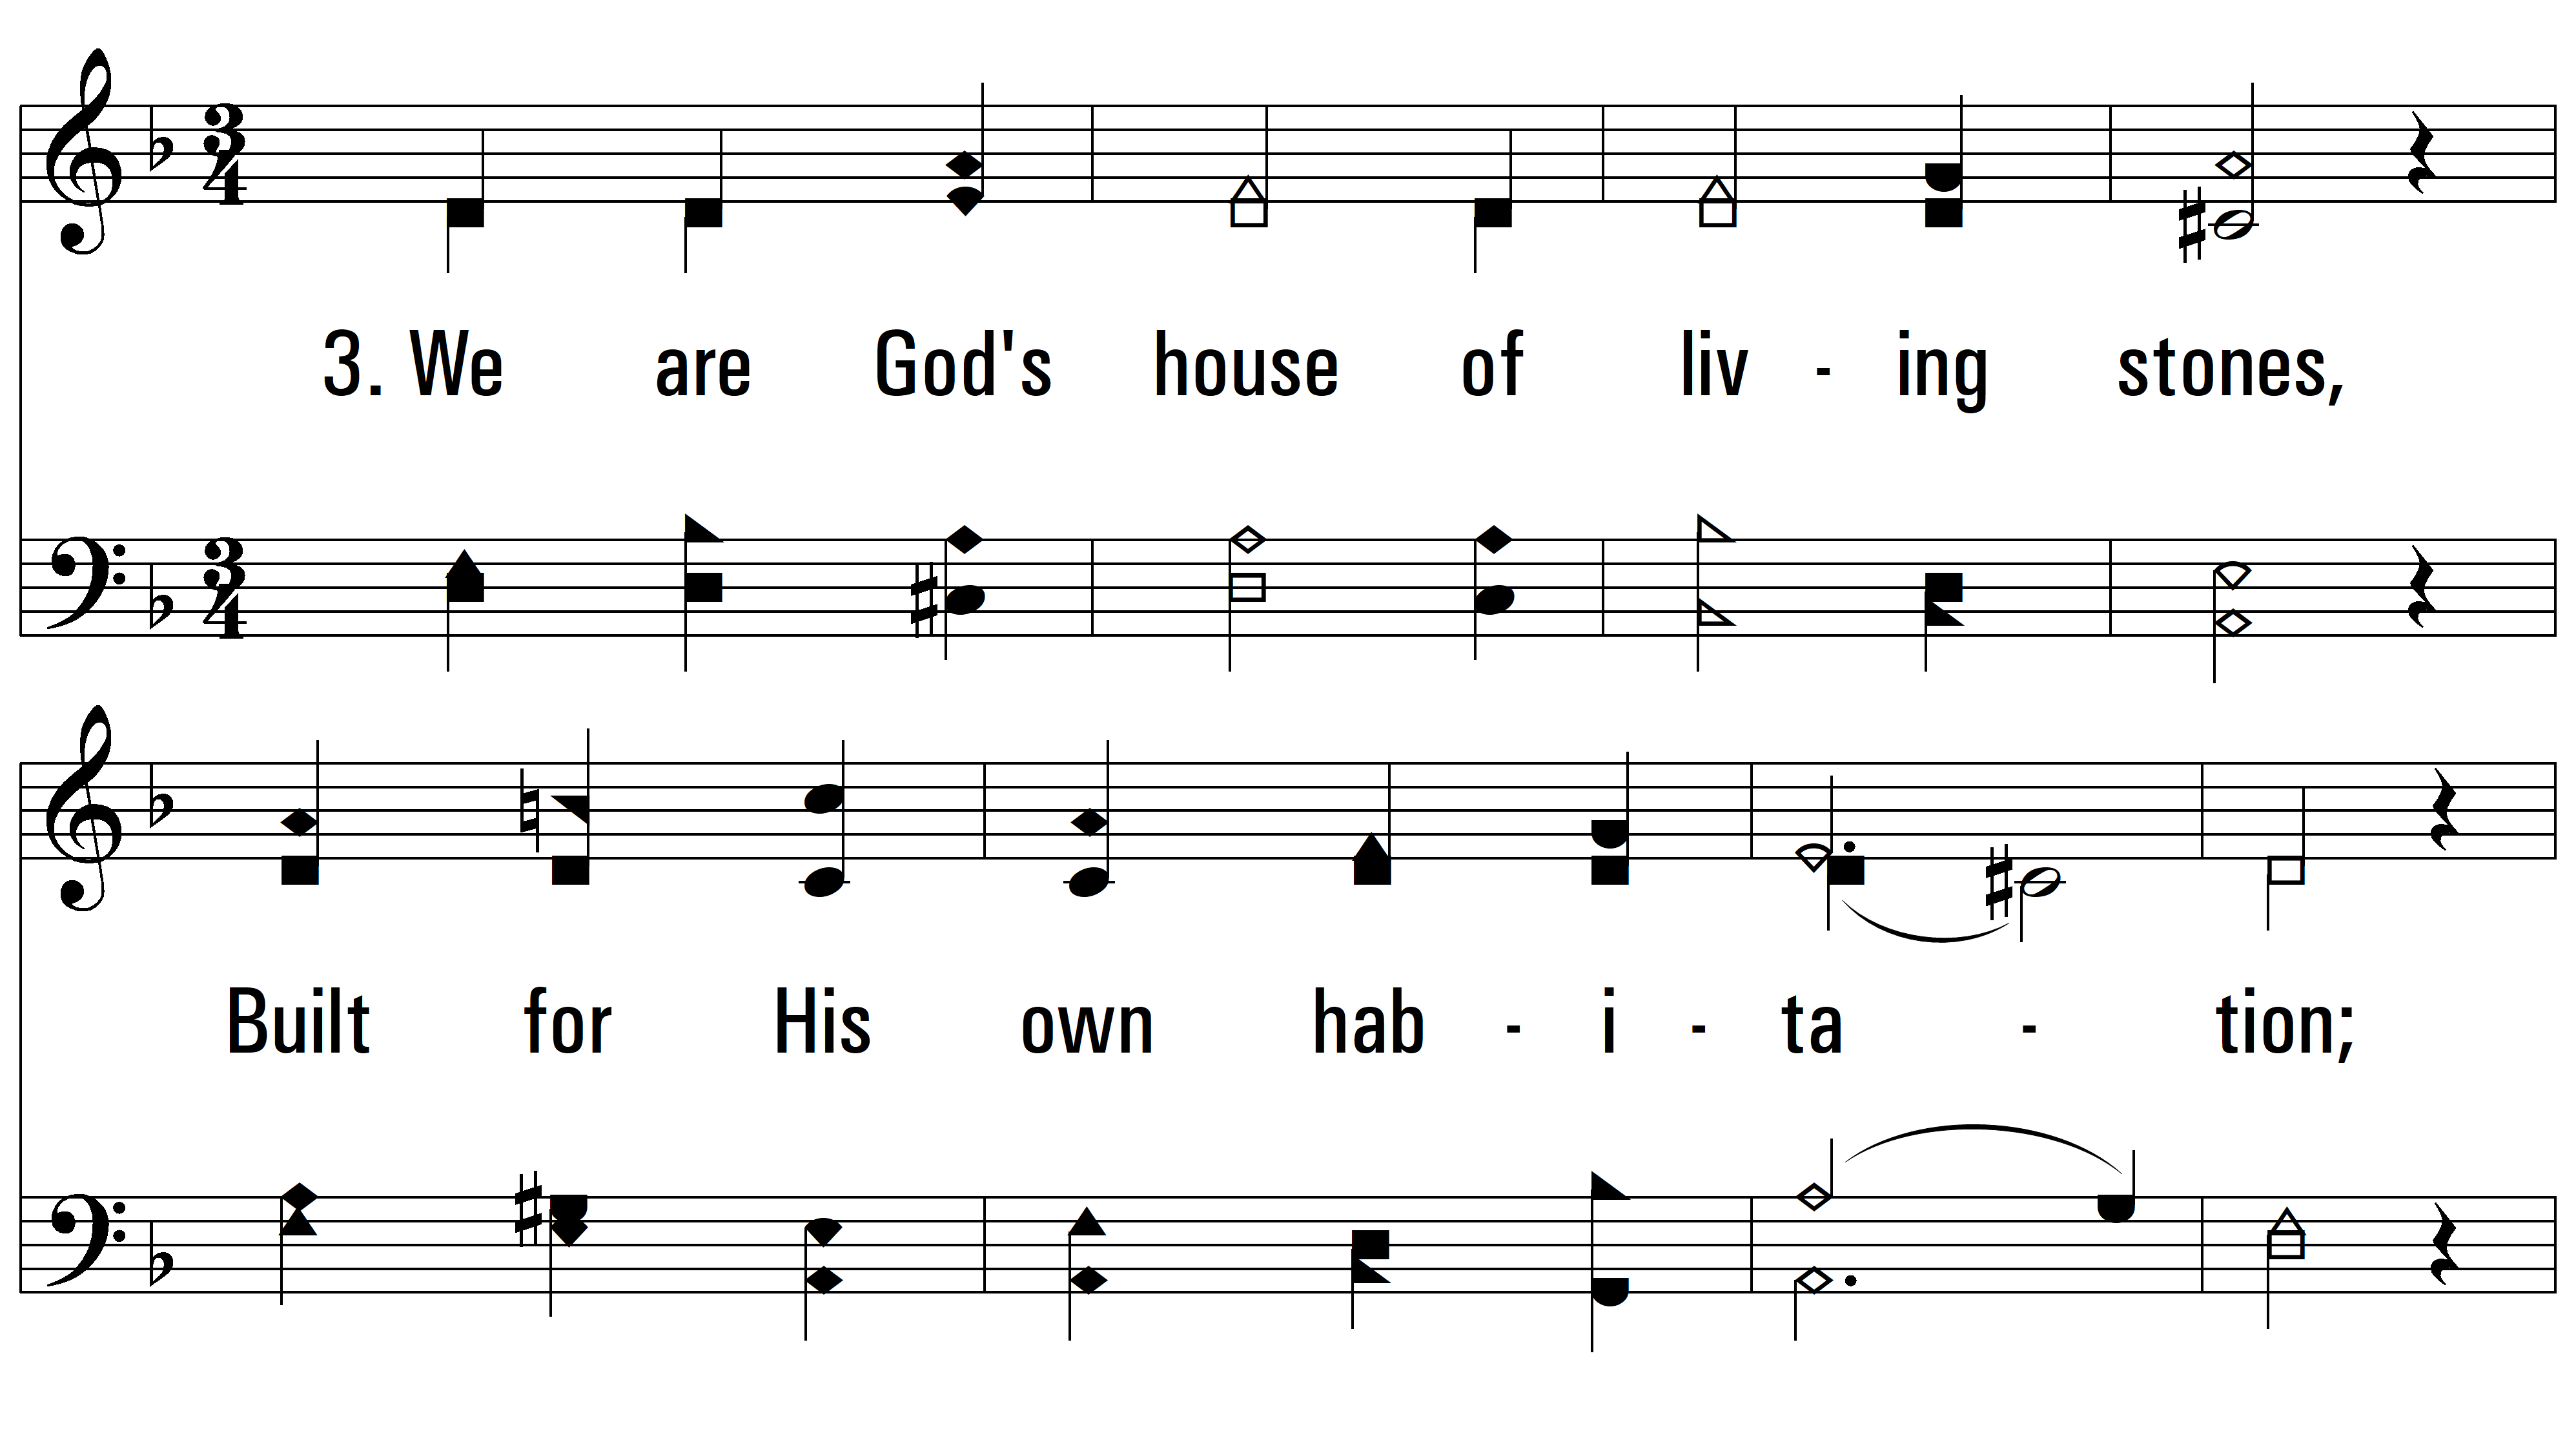 3. We are God's house of liv - ing stones,
Built for His own hab - i - ta - tion;